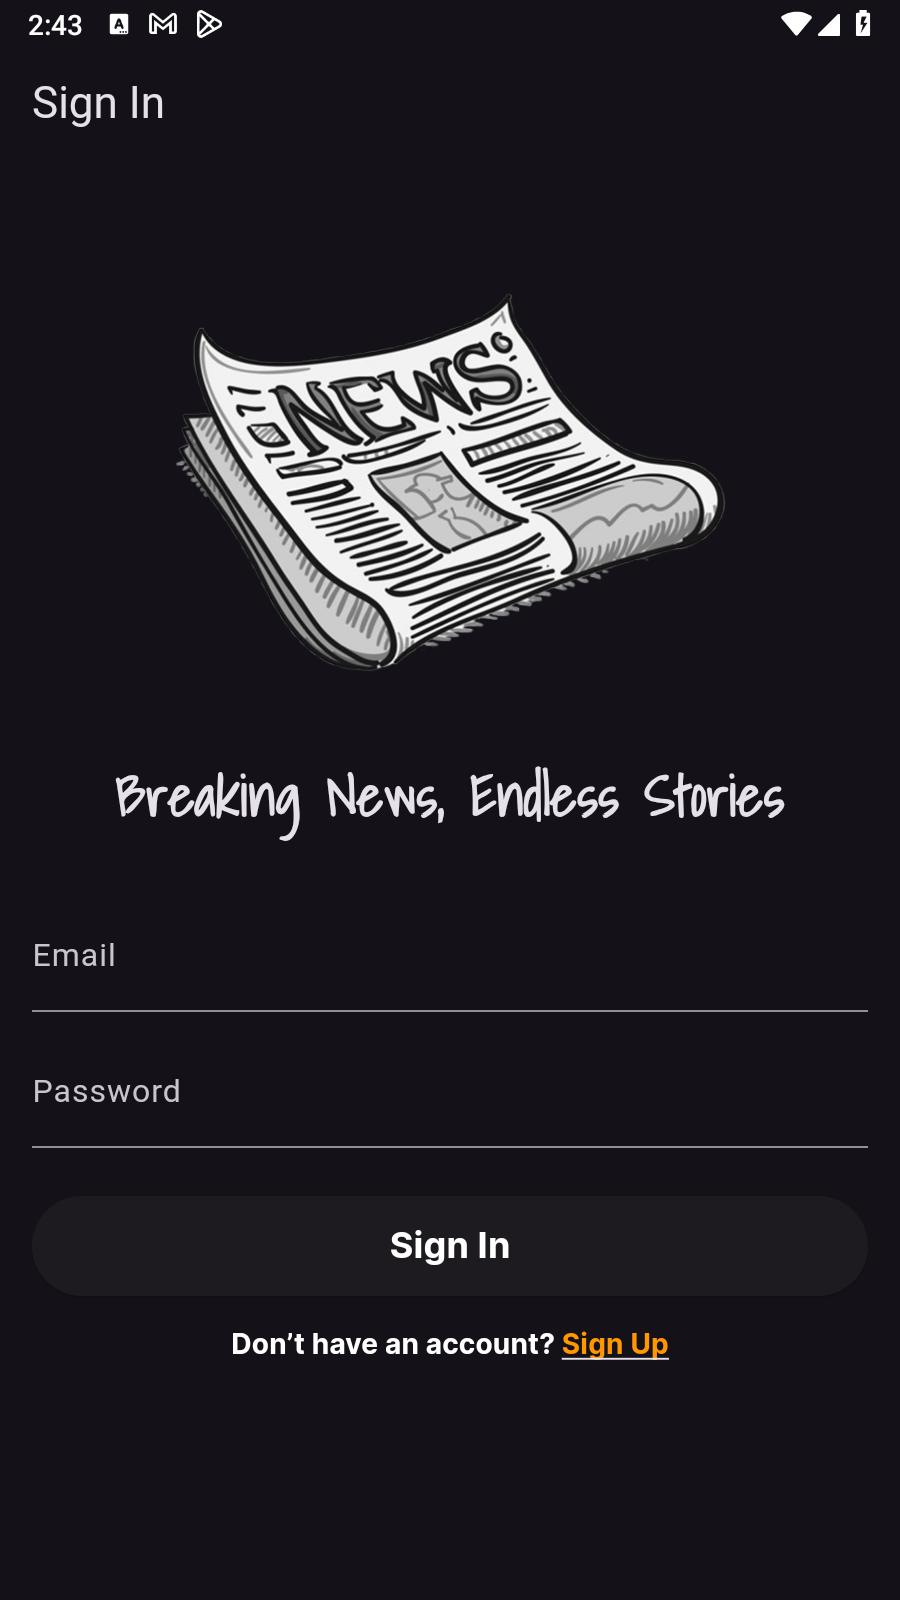 2:43
Sign In
NEWS
Breaking News, Endless Stories
Email
Password
Sign In
Don’t have an account? Sign Up